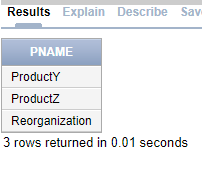 Results Explain Describe Save
PNAME
ProductY
ProductZ
Reorganization
3 rows returned in 0.01 seconds